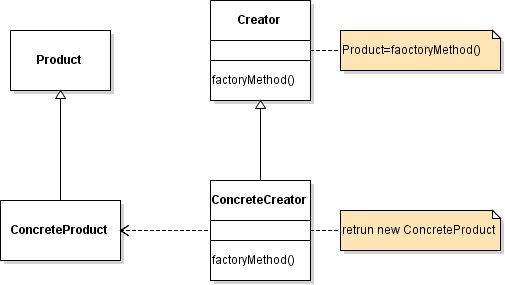 Creator
Product=faoctoryMethod()
Product
factoryMethod()
ConcreteCreator
ConcreteProduct
retrun new ConcreteProduct
factoryMethod()